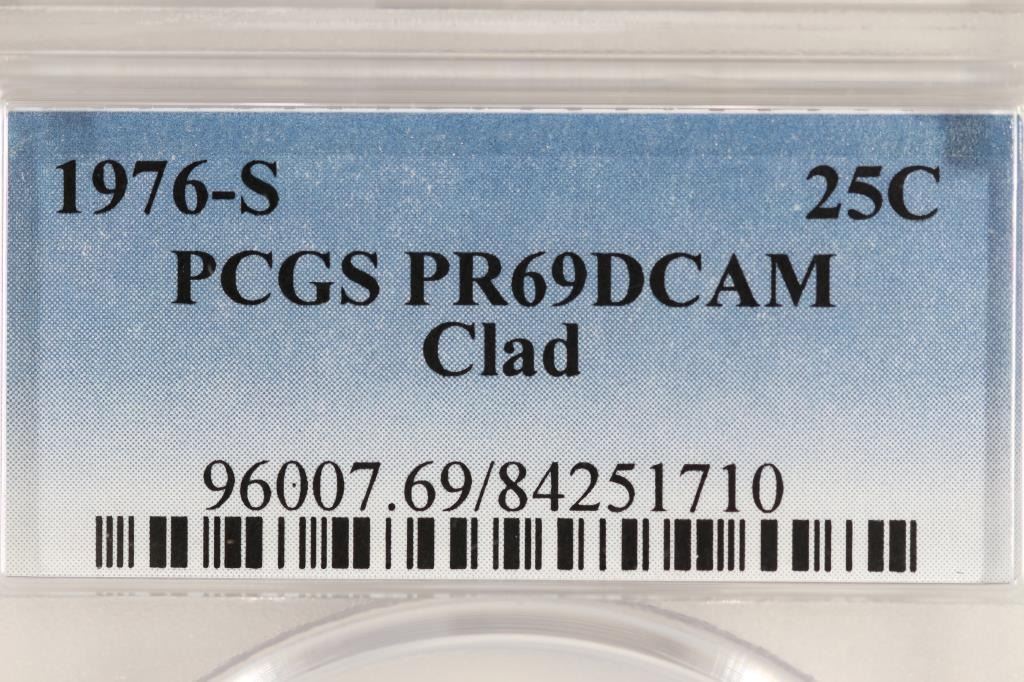 1976-S 25C
PCGS PR69DCAM
Clad
96007.69/84251710